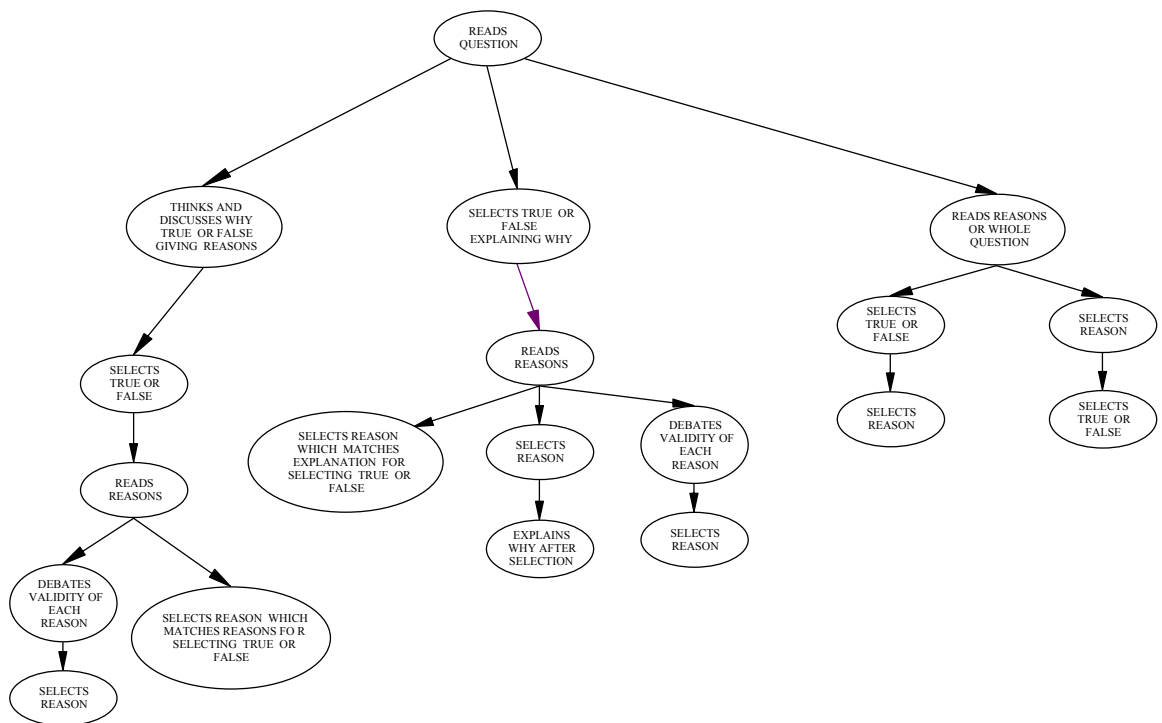 READS
QUESTION
THINKS AND
DISCUSSES WHY
TRUE OR FALSE
GIVING REASONS
SELECTS TRUE OR
FALSE
EXPLAINING WHY
READS REASONS
OR WHOLE
QUESTION
SELECTS
TRUE OR
FALSE
SELECTS
REASON
READS
REASONS
SELECTS
TRUE OR
FALSE
SELECTS
REASON
SELECTS
TRUE OR
FALSE
SELECTS REASON
WHICH MATCHES
EXPLANATION FOR
SELECTING TRUE OR
FALSE
SELECTS
REASON
DEBATES
VALIDITY OF
EACH
REASON
READS
REASONS
EXPLAINS
WHY AFTER
SELECTION
SELECTS
REASON
DEBATES
VALIDITY OF
EACH
REASON
SELECTS REASON WHICH
MATCHES REASONS FO R
SELECTING TRUE OR
FALSE
SELECTS
REASON